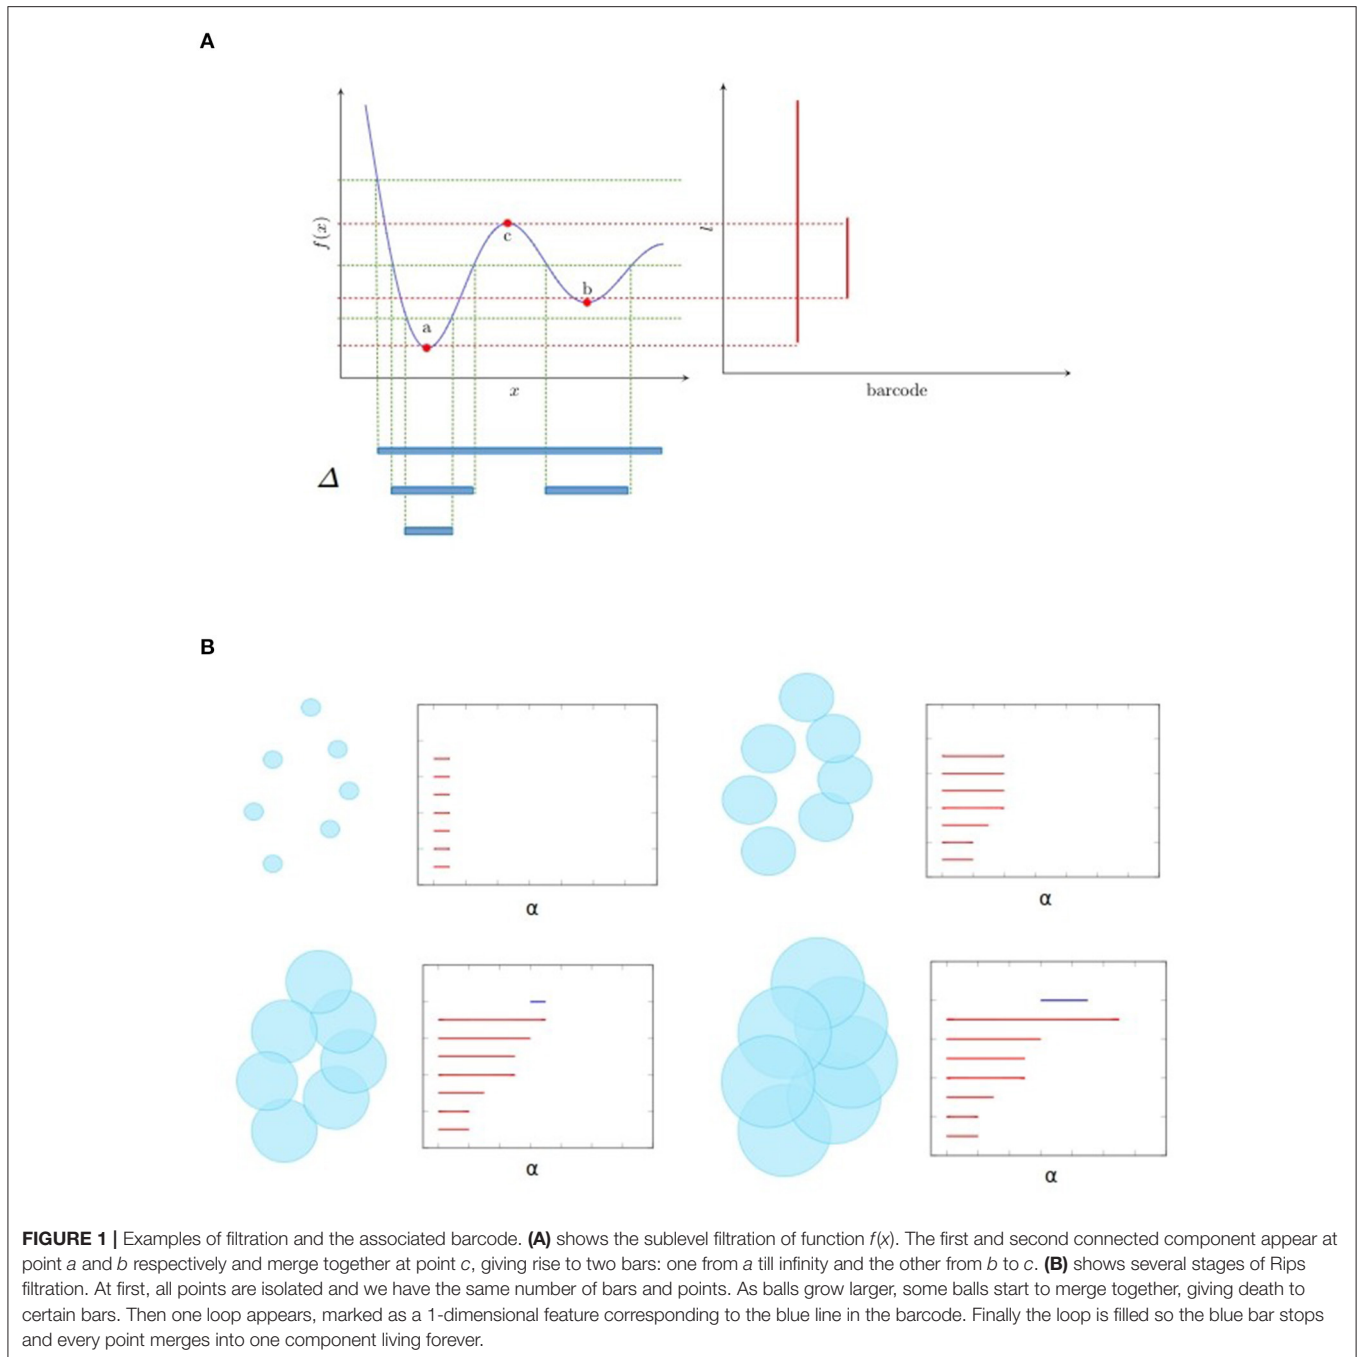 A
f(x)
c
b
a
x
l
barcode
Δ
B
α
α
α
α
FIGURE 1 | Examples of filtration and the associated barcode. (A) shows the sublevel filtration of function f(x). The first and second connected component appear at
point a and b respectively and merge together at point c, giving rise to two bars: one from a till infinity and the other from b to c. (B) shows several stages of Rips
filtration. At first, all points are isolated and we have the same number of bars and points. As balls grow larger, some balls start to merge together, giving death to
certain bars. Then one loop appears, marked as a 1-dimensional feature corresponding to the blue line in the barcode. Finally the loop is filled so the blue bar stops
and every point merges into one component living forever.